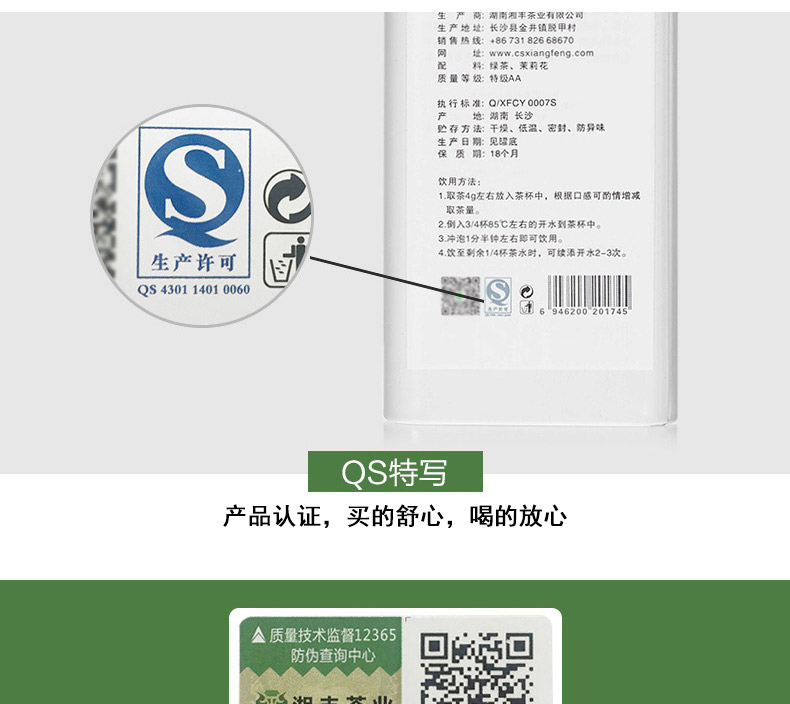 生 产 商: 湖南湘丰茶业有限公司
生产地址: 长沙县金井镇脱甲村
销售热线: +86 731 826 68670
网 址: www.csxiangfeng.com
配 料: 绿茶、茉莉花
质量等级: 特级AA
执行标准: Q/XFCY 0007S
产 地: 湖南 长沙
贮存方法: 干燥、低温、密封、防异味
生产日期: 见罐底
保 质 期: 18个月
饮用方法:
1.取茶4g左右放入茶杯中，根据口感可酌情增减
取茶量。
2.倒入3/4杯85℃左右的开水到茶杯中。
3.冲泡1分半钟左右即可饮用。
4.饮至剩余1/4杯茶水时，可续添开水2-3次。
S
生产许可
QS 4301 1401 0060
生产许可
6 946200 201745
QS特写
产品认证，买的舒心，喝的放心
质量技术监督12365
防伪查询中心
湘丰茶业